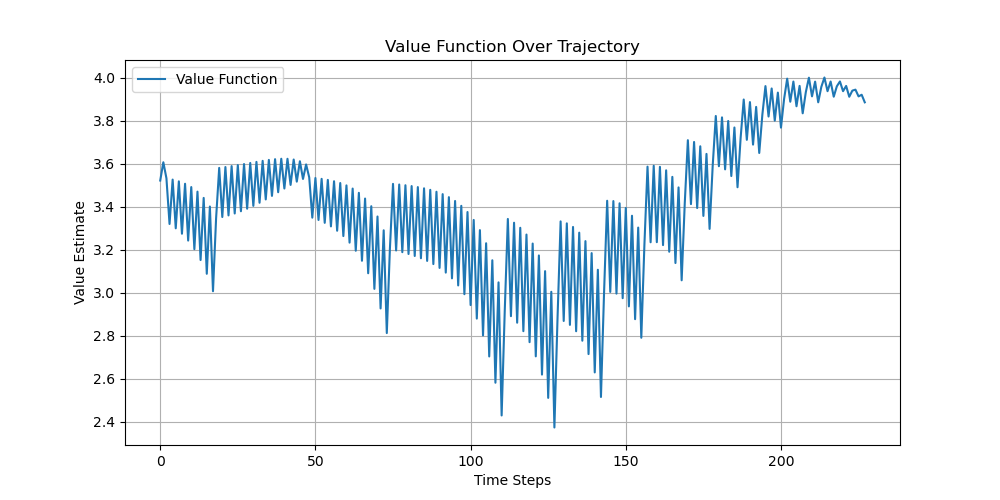 Value Function Over Trajectory
Value Function
4.0
3.8
3.6
3.4
3.2
3.0
2.8
2.6
2.4
Value Estimate
0 50 100 150 200
Time Steps